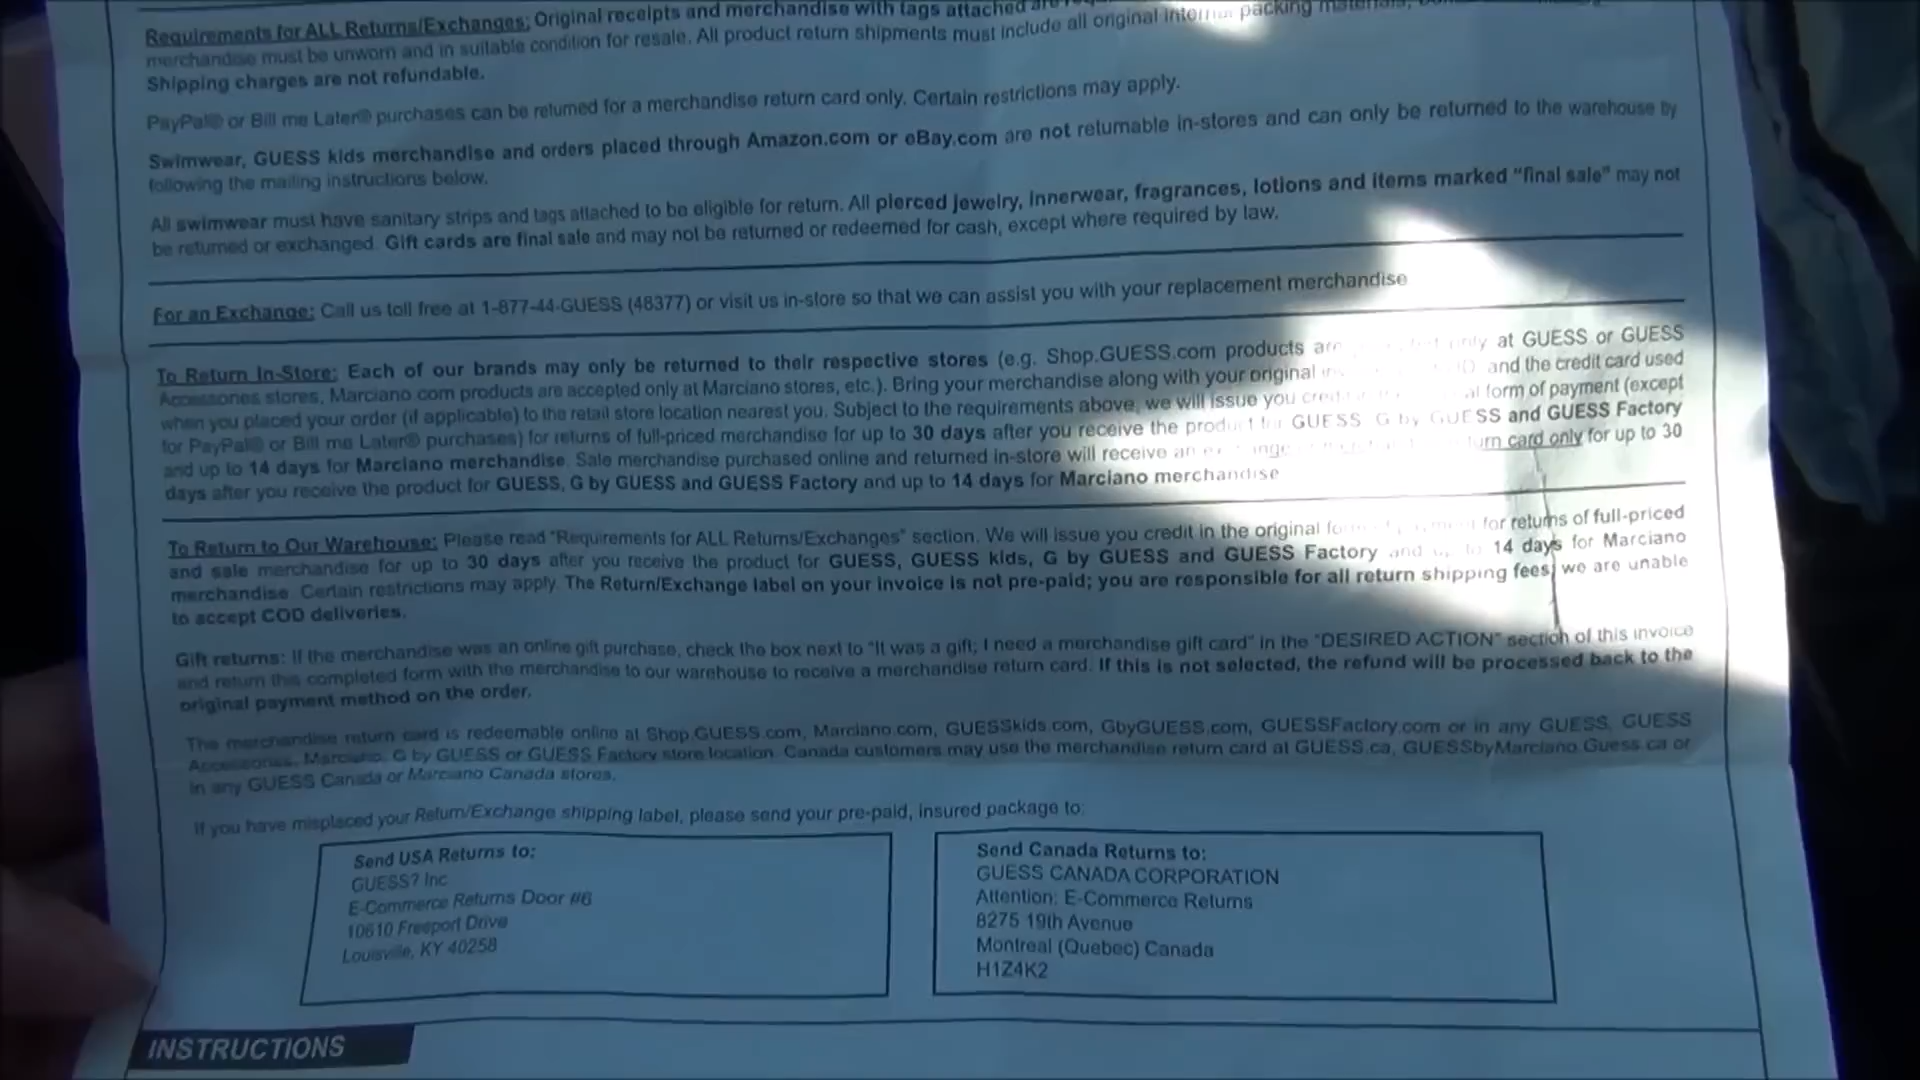 Requirements for ALL Returns/Exchanges: Original receipts and merchandise with tags attached are
merchandise must be unworn and in suitable condition for resale. All product return shipments must include all original internal packing materials,
Shipping charges are not refundable.
PayPal® or Bill me Later® purchases can be returned for a merchandise return card only. Certain restrictions may apply.
Swimwear, GUESS kids merchandise and orders placed through Amazon.com or eBay.com are not returnable in-stores and can only be returned to the warehouse by
following the mailing instructions below.
All swimwear must have sanitary strips and tags attached to be eligible for return. All pierced jewelry, innerwear, fragrances, lotions and items marked "final sale" may not
be returned or exchanged. Gift cards are final sale and may not be returned or redeemed for cash, except where required by law.
For an Exchange: Call us toll free at 1-877-44-GUESS (48377) or visit us in-store so that we can assist you with your replacement merchandise
To Return In-Store: Each of our brands may only be returned to their respective stores (e.g. Shop.GUESS.com products are only at GUESS or GUESS
Accessories stores, Marciano.com products are accepted only at Marciano stores, etc.). Bring your merchandise along with your original and the credit card used
when you placed your order (if applicable) to the retail store location nearest you. Subject to the requirements above, we will issue you form of payment (except
for PayPal® or Bill me Later® purchases) for returns of full-priced merchandise for up to 30 days after you receive the product for GUESS, G by GUESS and GUESS Factory
and up to 14 days for Marciano merchandise. Sale merchandise purchased online and returned in-store will receive an card only for up to 30
days after you receive the product for GUESS, G by GUESS and GUESS Factory and up to 14 days for Marciano merchandise
To Return to Our Warehouse: Please read "Requirements for ALL Returns/Exchanges" section. We will issue you credit in the original for returns of full-priced
and sale merchandise for up to 30 days after you receive the product for GUESS, GUESS kids, G by GUESS and GUESS Factory and 14 days for Marciano
merchandise. Certain restrictions may apply. The Return/Exchange label on your invoice is not pre-paid; you are responsible for all return shipping fees; we are unable
to accept COD deliveries.
Gift returns: If the merchandise was an online gift purchase, check the box next to "It was a gift; I need a merchandise gift card" in the "DESIRED ACTION" section of this invoice
and return this completed form with the merchandise to our warehouse to receive a merchandise return card. If this is not selected, the refund will be processed back to the
original payment method on the order.
The merchandise return card is redeemable online at Shop.GUESS.com, Marciano.com, GUESSkids.com, GbyGUESS.com, GUESSFactory.com or in any GUESS, GUESS
Accessories, Marciano, G by GUESS or GUESS Factory store location. Canada customers may use the merchandise return card at GUESS.ca, GUESSbyMarciano.Guess.ca or
in any GUESS Canada or Marciano Canada stores.
If you have misplaced your Return/Exchange shipping label, please send your pre-paid, insured package to:
Send USA Returns to:
GUESS? Inc
E-Commerce Returns Door #6
10610 Freeport Drive
Louisville, KY 40258
Send Canada Returns to:
GUESS CANADA CORPORATION
Attention: E-Commerce Returns
8275 19th Avenue
Montreal (Quebec) Canada
H1Z4K2
INSTRUCTIONS